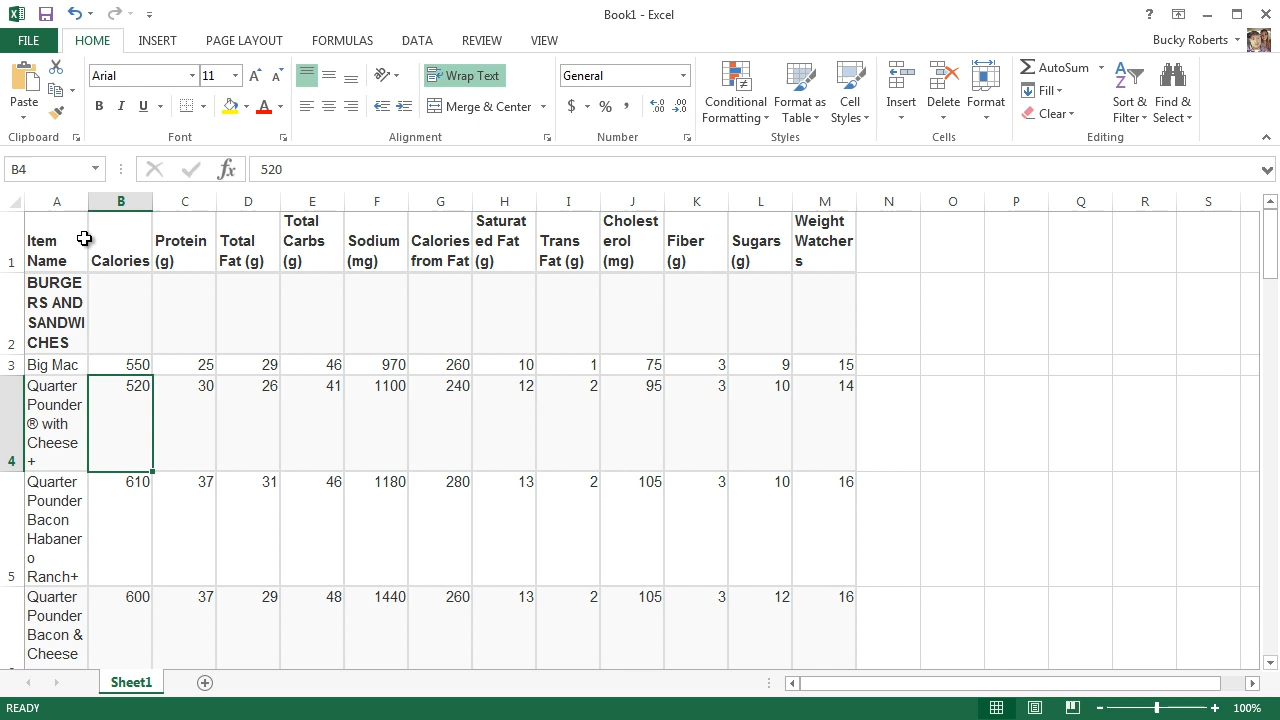 Book1 - Excel
FILE HOME INSERT PAGE LAYOUT FORMULAS DATA REVIEW VIEW Bucky Roberts
Paste
Clipboard
Arial 11
B I U
Font
Wrap Text
Merge & Center
Alignment
General
$ % ,
Number
Conditional Formatting
Format as Table
Cell Styles
Styles
Insert Delete Format
Cells
AutoSum
Fill
Clear
Sort & Filter
Find & Select
Editing
B4 fx 520
A B C D E F G H I J K L M N O P Q R S
1 Item Name Calories Protein (g) Total Fat (g) Total Carbs (g) Sodium (mg) Calories from Fat Saturated Fat (g) Trans Fat (g) Cholesterol (mg) Fiber (g) Sugars (g) Weight Watchers
2 BURGERS AND SANDWICHES
3 Big Mac 550 25 29 46 970 260 10 1 75 3 9 15
4 Quarter Pounder® with Cheese+ 520 30 26 41 1100 240 12 2 95 3 10 14
5 Quarter Pounder Bacon Habanero Ranch+ 610 37 31 46 1180 280 13 2 105 3 10 16
Quarter Pounder Bacon & Cheese 600 37 29 48 1440 260 13 2 105 3 12 16
Sheet1
READY 100%